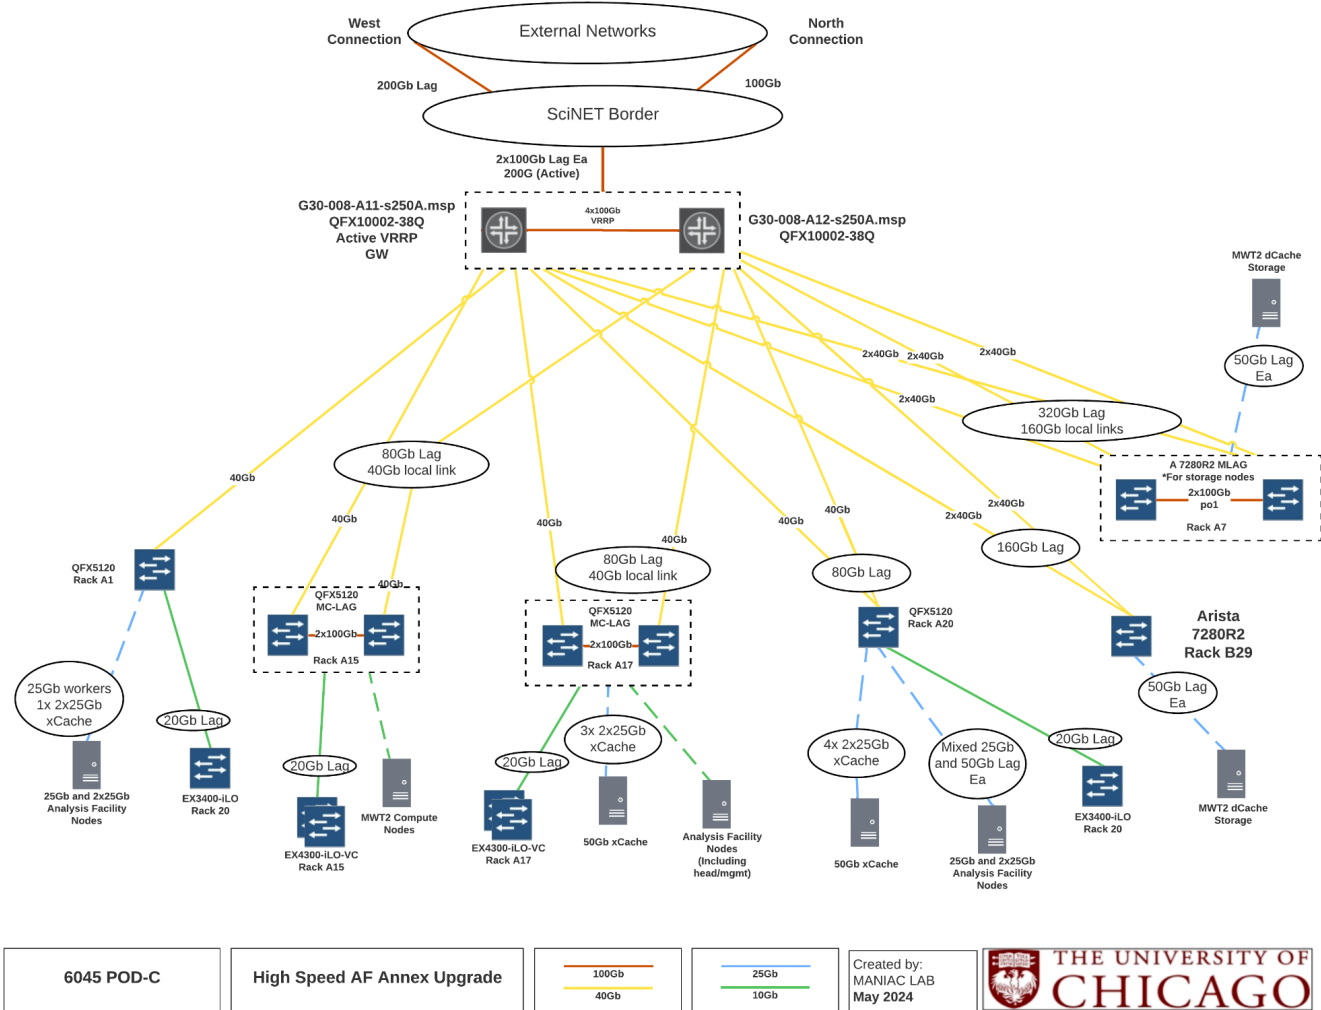 West
Connection
External Networks
North
Connection
200Gb Lag
100Gb
SciNET Border
2x100Gb Lag Ea
200G (Active)
G30-008-A11-s250A.msp
QFX10002-38Q
Active VRRP
GW
4x100Gb
VRRP
G30-008-A12-s250A.msp
QFX10002-38Q
MWT2 dCache
Storage
50Gb Lag
Ea
2x40Gb
2x40Gb
2x40Gb
2x40Gb
320Gb Lag
160Gb local links
80Gb Lag
40Gb local link
A 7280R2 MLAG
*For storage nodes
2x100Gb
po1
Rack A7
40Gb
40Gb
40Gb
40Gb
40Gb
40Gb
2x40Gb
2x40Gb
160Gb Lag
80Gb Lag
40Gb local link
80Gb Lag
QFX5120
Rack A1
40Gb
QFX5120
MC-LAG
2x100Gb
Rack A15
QFX5120
MC-LAG
2x100Gb
Rack A17
QFX5120
Rack A20
Arista
7280R2
Rack B29
25Gb workers
1x 2x25Gb
xCache
20Gb Lag
20Gb Lag
20Gb Lag
3x 2x25Gb
xCache
4x 2x25Gb
xCache
Mixed 25Gb
and 50Gb Lag
Ea
20Gb Lag
50Gb Lag
Ea
25Gb and 2x25Gb
Analysis Facility
Nodes
EX3400-iLO
Rack 20
EX4300-iLO-VC
Rack A15
MWT2 Compute
Nodes
EX4300-iLO-VC
Rack A17
50Gb xCache
Analysis Facility
Nodes
(Including
head/mgmt)
50Gb xCache
25Gb and 2x25Gb
Analysis Facility
Nodes
EX3400-iLO
Rack 20
MWT2 dCache
Storage
6045 POD-C
High Speed AF Annex Upgrade
100Gb
40Gb
25Gb
10Gb
Created by:
MANIAC LAB
May 2024
THE UNIVERSITY OF
CHICAGO